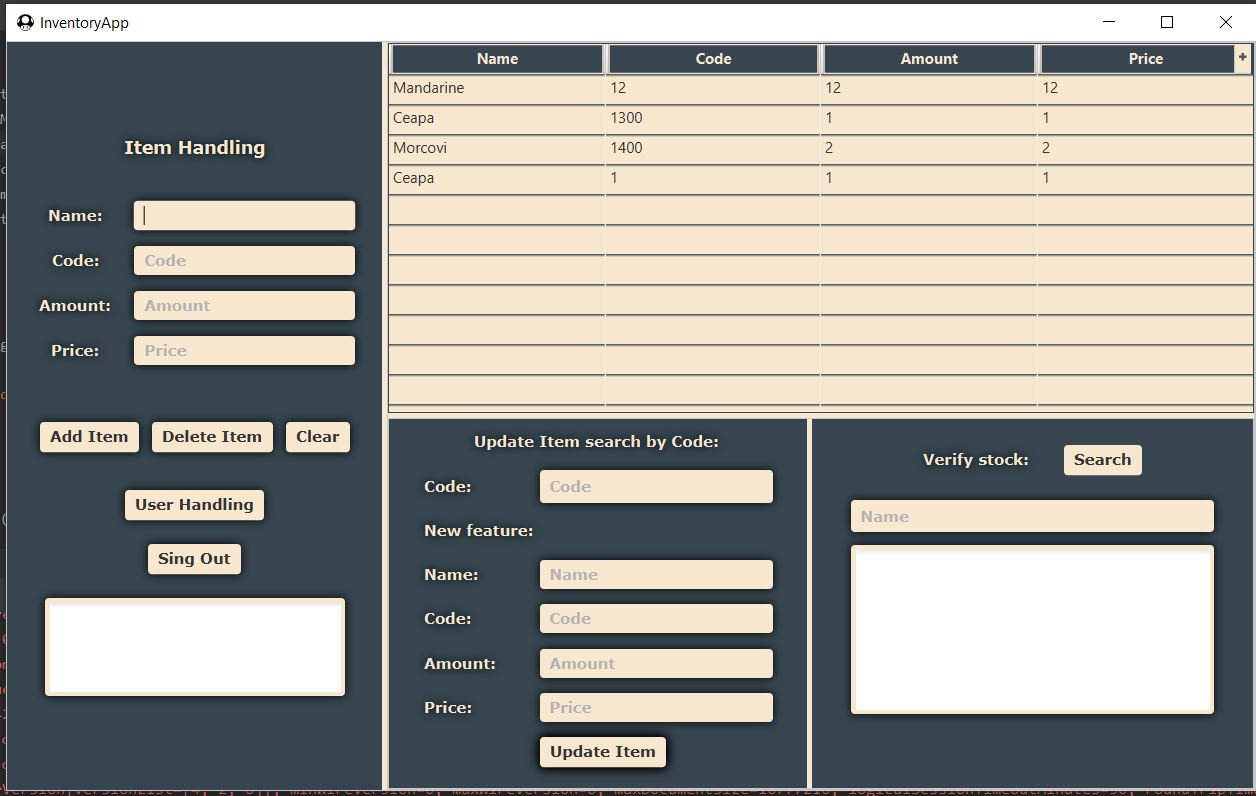 InventoryApp
Item Handling
Name:
Code: Code
Amount: Amount
Price: Price
Add Item Delete Item Clear
User Handling
Sing Out
Name Code Amount Price +
Mandarine 12 12 12
Ceapa 1300 1 1
Morcovi 1400 2 2
Ceapa 1 1 1
Update Item search by Code:
Code: Code
New feature:
Name: Name
Code: Code
Amount: Amount
Price: Price
Update Item
Verify stock: Search
Name